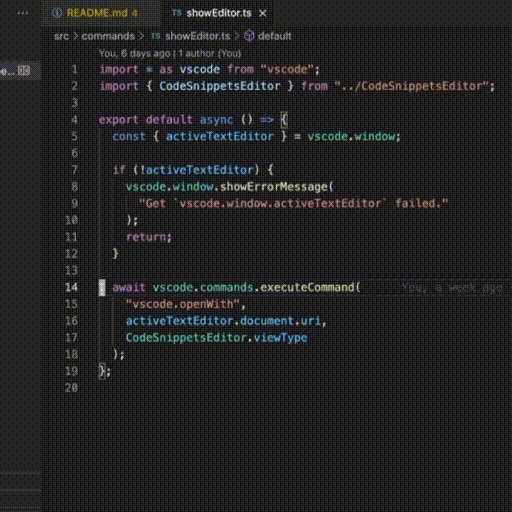 README.md 4
TS showEditor.ts
src > commands > TS showEditor.ts > default
You, 6 days ago | 1 author (You)
1 import * as vscode from "vscode";
2 import { CodeSnippetsEditor } from "../CodeSnippetsEditor";
3
4 export default async () => {
5 const { activeTextEditor } = vscode.window;
6
7 if (!activeTextEditor) {
8 vscode.window.showErrorMessage(
9 "Get `vscode.window.activeTextEditor` failed."
10 );
11 return;
12 }
13
14 await vscode.commands.executeCommand( You, a week ago
15 "vscode.openWith",
16 activeTextEditor.document.uri,
17 CodeSnippetsEditor.viewType
18 );
19 };
20